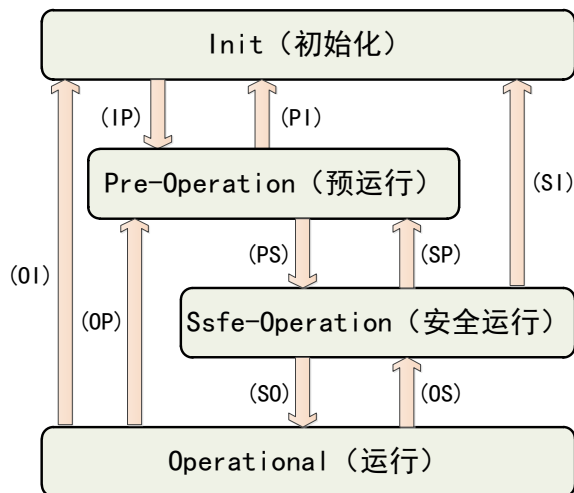 Init（初始化）
(IP)
(PI)
Pre-Operation（预运行）
(SI)
(PS)
(SP)
(OI)
(OP)
Ssfe-Operation（安全运行）
(SO)
(OS)
Operational（运行）